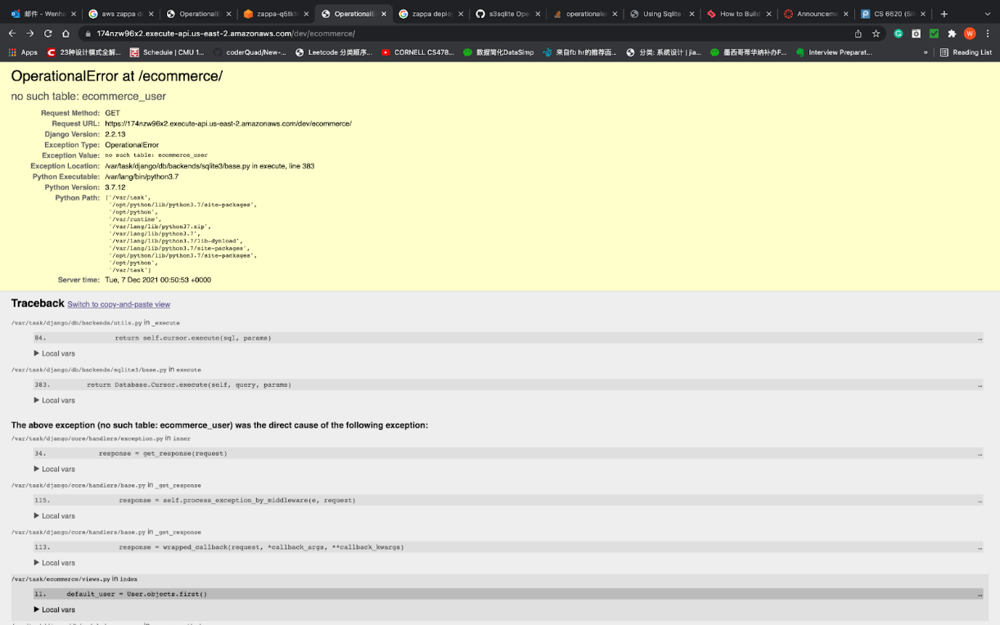 邮件 - V
天气 gov.cn
zappa-q5tkh
Operational
zappa deplo
s3sqlite Ope
operational
Using Sqlite
How to Build
Announceme
CS 6620 (Sl
174nzw96x2.execute-api.us-east-2.amazonaws.com/dev/ecommerce/
W
Apps
23种设计模式全解...
Schedule | CMU 1...
coderQuad/New-...
Leetcode 分类顺序...
CORNELL CS478...
数据简化DataSimp
来自力扣的推荐面...
分类: 系统设计 | jia...
墨西哥蒂华纳补办F...
Interview Preparat...
»
Reading List
OperationalError at /ecommerce/
no such table: ecommerce_user
Request Method: GET
Request URL: https://174nzw96x2.execute-api.us-east-2.amazonaws.com/dev/ecommerce/
Django Version: 2.2.13
Exception Type: OperationalError
Exception Value: no such table: ecommerce_user
Exception Location: /var/task/django/db/backends/sqlite3/base.py in execute, line 383
Python Executable: /var/lang/bin/python3.7
Python Version: 3.7.12
Python Path: ['/var/task',
'/opt/python/lib/python3.7/site-packages',
'/opt/python',
'/var/runtime',
'/var/lang/lib/python37.zip',
'/var/lang/lib/python3.7',
'/var/lang/lib/python3.7/lib-dynload',
'/var/lang/lib/python3.7/site-packages',
'/opt/python/lib/python3.7/site-packages',
'/opt/python',
'/var/task']
Server time: Tue, 7 Dec 2021 00:50:53 +0000
Traceback Switch to copy-and-paste view
/var/task/django/db/backends/utils.py in _execute
84. return self.cursor.execute(sql, params)
...
▶ Local vars
/var/task/django/db/backends/sqlite3/base.py in execute
383. return Database.Cursor.execute(self, query, params)
...
▶ Local vars
The above exception (no such table: ecommerce_user) was the direct cause of the following exception:
/var/task/django/core/handlers/exception.py in inner
34. response = get_response(request)
...
▶ Local vars
/var/task/django/core/handlers/base.py in _get_response
115. response = self.process_exception_by_middleware(e, request)
...
▶ Local vars
/var/task/django/core/handlers/base.py in _get_response
113. response = wrapped_callback(request, *callback_args, **callback_kwargs)
...
▶ Local vars
/var/task/ecommerce/views.py in index
11. default_user = User.objects.first()
...
▶ Local vars